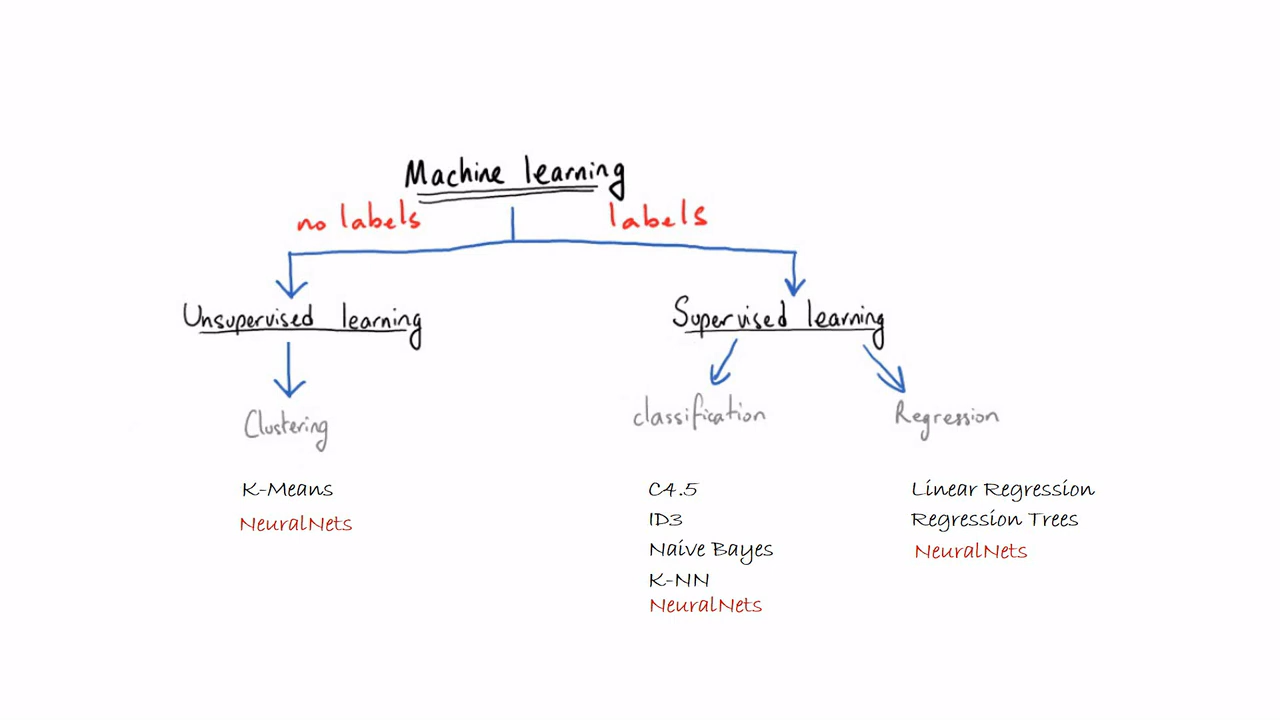 Machine learning
no labels
labels
Unsupervised learning
Supervised learning
Clustering
classification
Regression
K-Means
NeuralNets
C4.5
ID3
Naive Bayes
K-NN
NeuralNets
Linear Regression
Regression Trees
NeuralNets